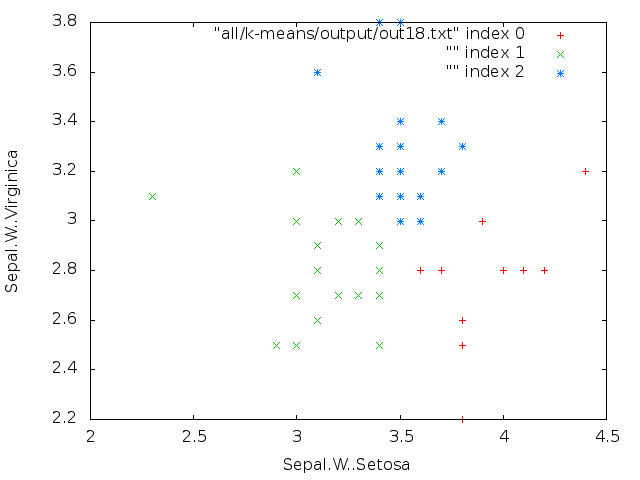 "all/k-means/output/out18.txt" index 0
"" index 1
"" index 2
3.8
3.6
3.4
3.2
3
2.8
2.6
2.4
2.2
Sepal.W..Virginica
2 2.5 3 3.5 4 4.5
Sepal.W..Setosa